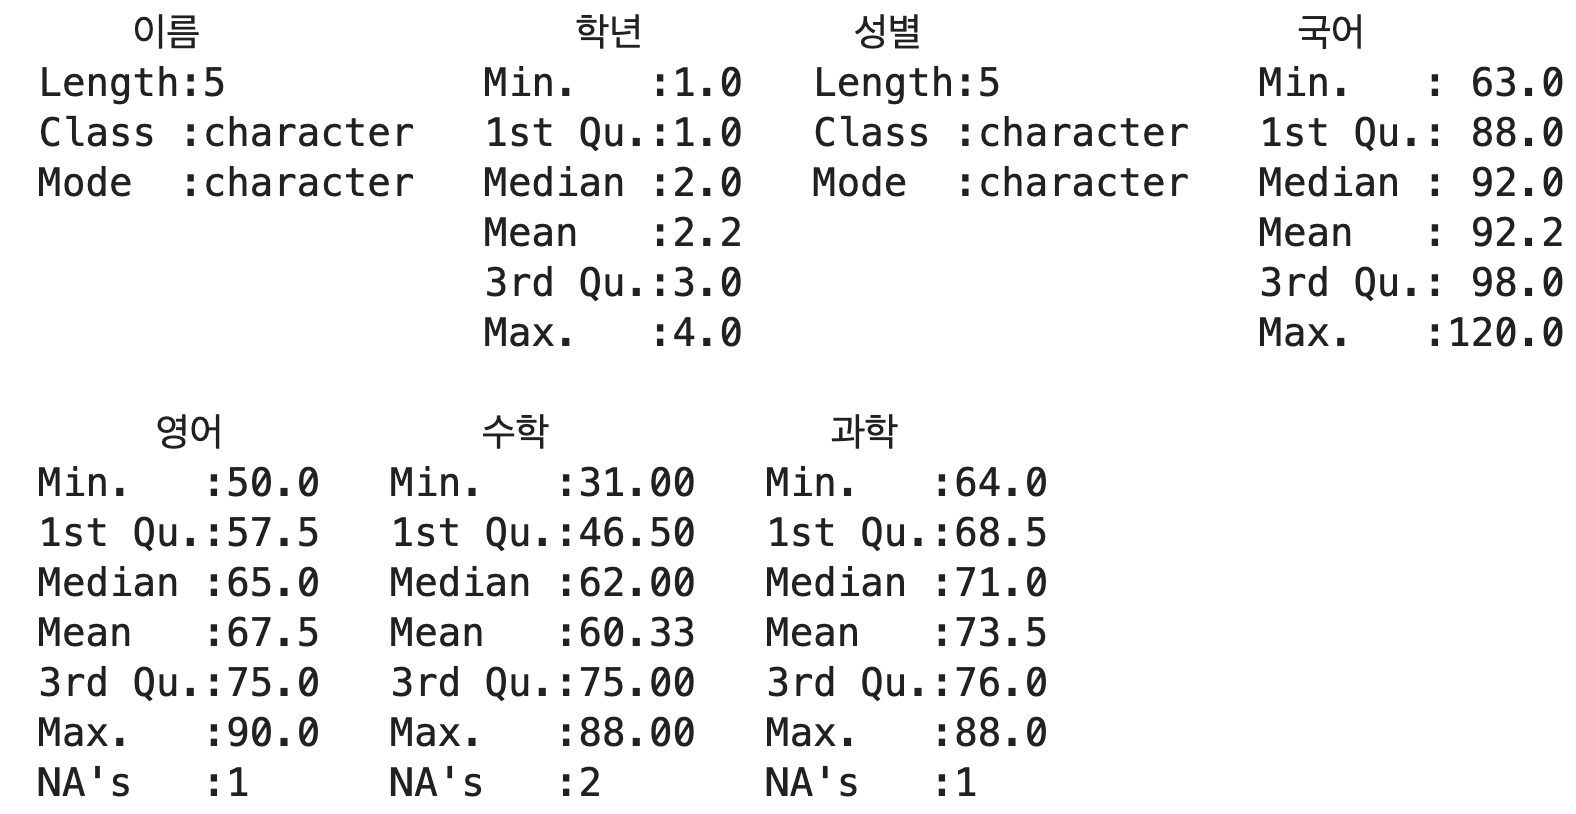 이름 학년 성별 국어
Length:5 Min. :1.0 Length:5 Min. : 63.0
Class :character 1st Qu.:1.0 Class :character 1st Qu.: 88.0
Mode :character Median :2.0 Mode :character Median : 92.0
Mean :2.2 Mean : 92.2
3rd Qu.:3.0 3rd Qu.: 98.0
Max. :4.0 Max. :120.0
영어 수학 과학
Min. :50.0 Min. :31.00 Min. :64.0
1st Qu.:57.5 1st Qu.:46.50 1st Qu.:68.5
Median :65.0 Median :62.00 Median :71.0
Mean :67.5 Mean :60.33 Mean :73.5
3rd Qu.:75.0 3rd Qu.:75.00 3rd Qu.:76.0
Max. :90.0 Max. :88.00 Max. :88.0
NA's :1 NA's :2 NA's :1